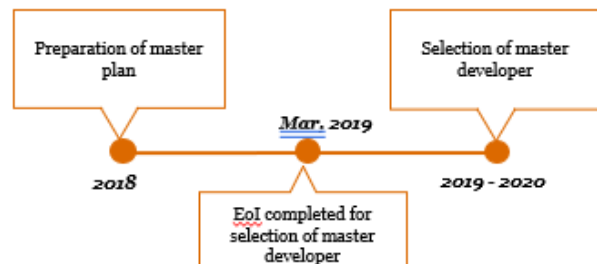 Preparation of master
plan
Selection of master
developer
Mar. 2019
2018
2019 - 2020
EoI completed for
selection of master
developer